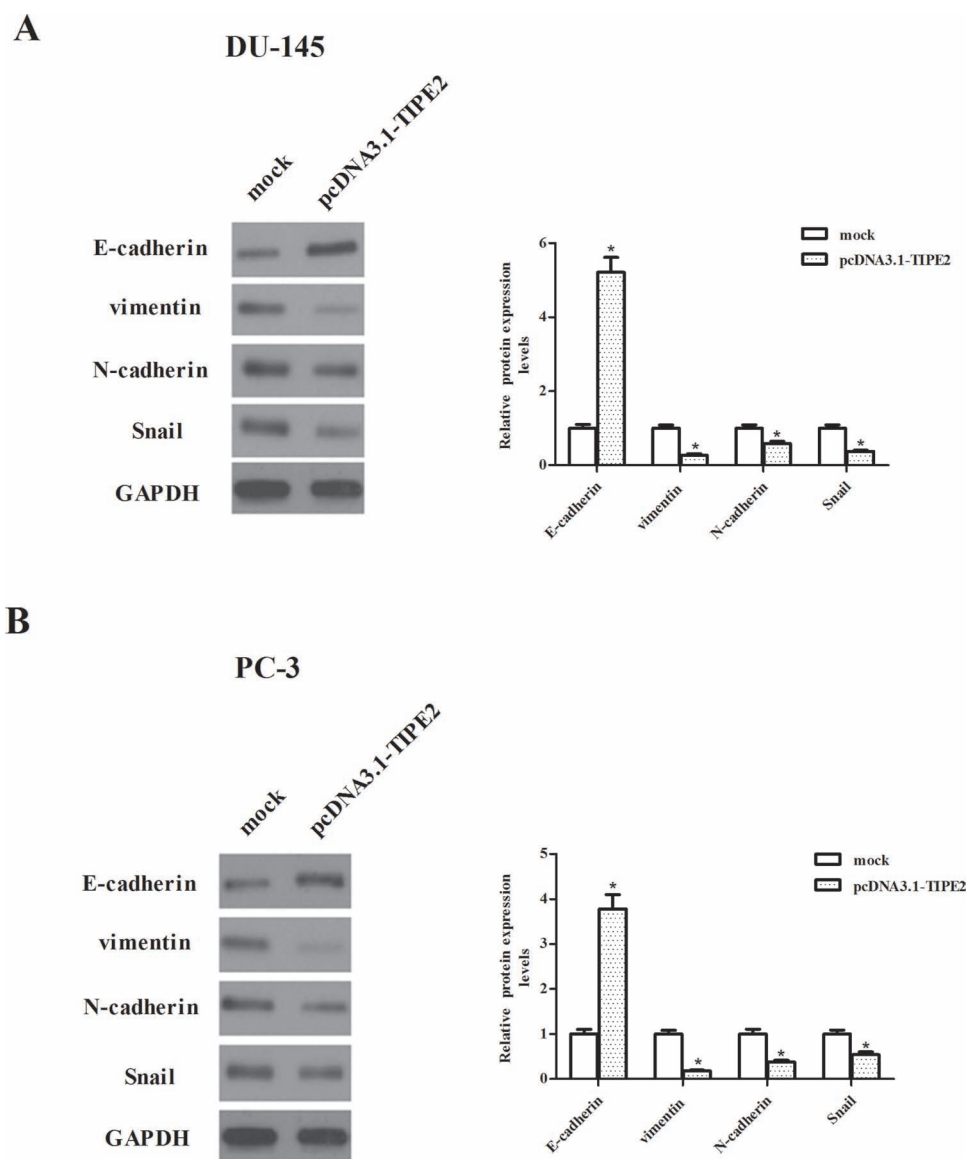 A
DU-145
mock
pcDNA3.1-TIPE2
E-cadherin
vimentin
N-cadherin
Snail
GAPDH
Relative protein expression
levels
6
4
2
1
0
*
*
*
*
E-cadherin
vimentin
N-cadherin
Snail
mock
pcDNA3.1-TIPE2
B
PC-3
mock
pcDNA3.1-TIPE2
E-cadherin
vimentin
N-cadherin
Snail
GAPDH
Relative protein expression
levels
5
4
3
2
1
0
*
*
*
*
E-cadherin
vimentin
N-cadherin
Snail
mock
pcDNA3.1-TIPE2